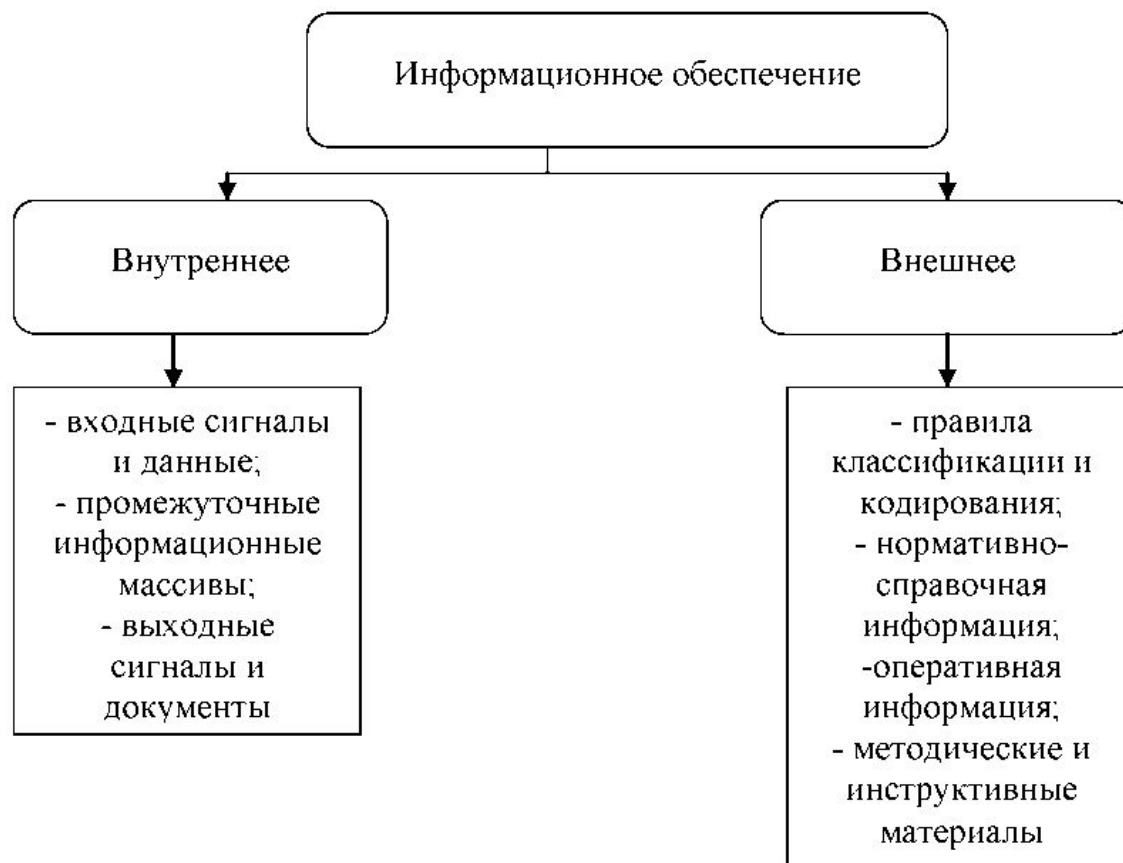 Информационное обеспечение
Внутреннее
Внешнее
- входные сигналы
и данные;
- промежуточные
информационные
массивы;
- выходные
сигналы и
документы
- правила
классификации и
кодирования;
- нормативно-
справочная
информация;
-оперативная
информация;
- методические и
инструктивные
материалы